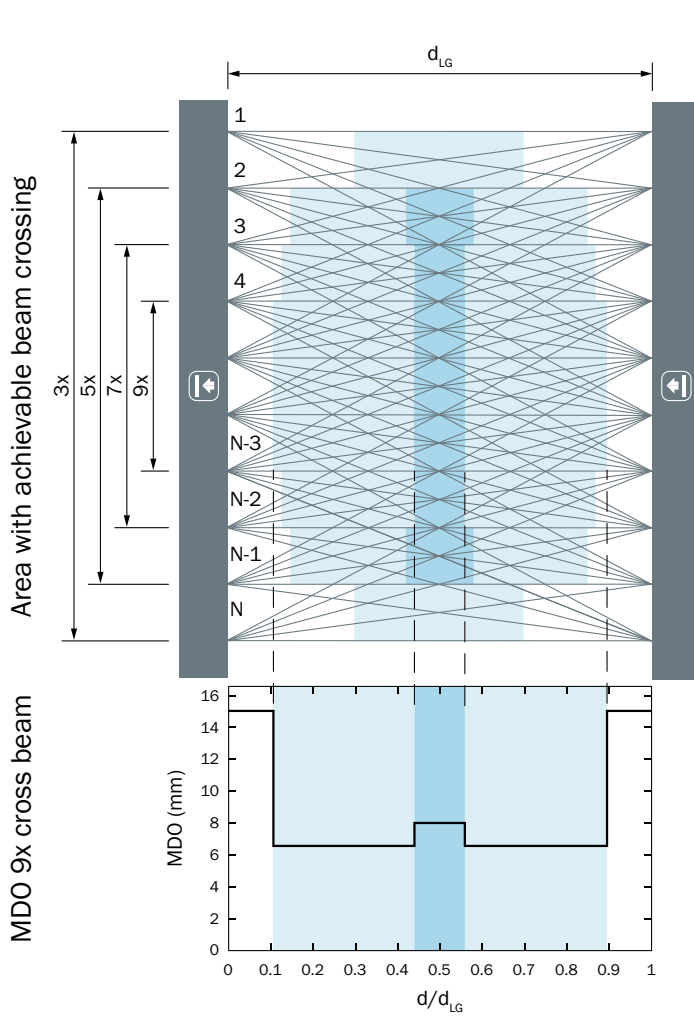 d_LG
Area with achievable beam crossing
3x
5x
7x
9x
1
2
3
4
N-3
N-2
N-1
N
MDO 9x cross beam
MDO (mm)
16
14
12
10
8
6
4
2
0
0 0.1 0.2 0.3 0.4 0.5 0.6 0.7 0.8 0.9 1
d/d_LG